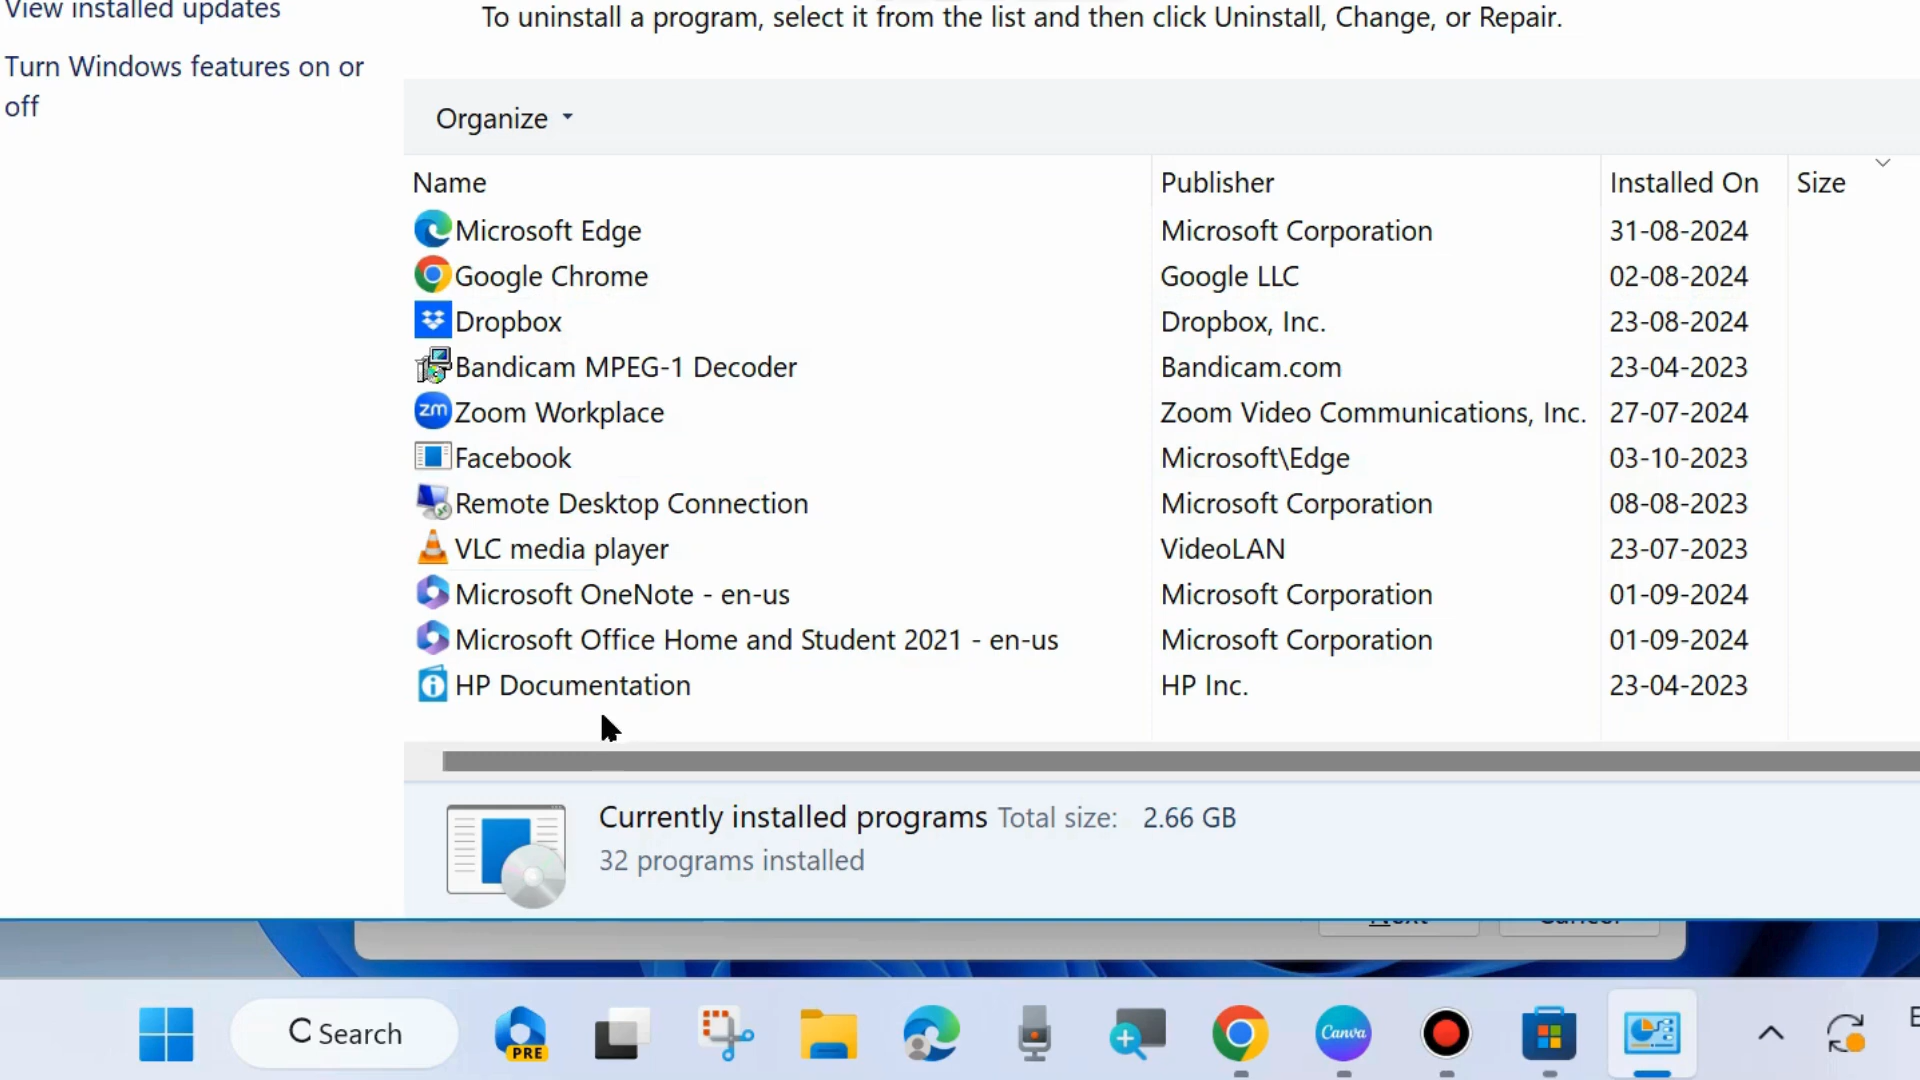 View installed updates
Turn Windows features on or
off
To uninstall a program, select it from the list and then click Uninstall, Change, or Repair.
Organize
Name Publisher Installed On Size
Microsoft Edge Microsoft Corporation 31-08-2024
Google Chrome Google LLC 02-08-2024
Dropbox Dropbox, Inc. 23-08-2024
Bandicam MPEG-1 Decoder Bandicam.com 23-04-2023
zm Zoom Workplace Zoom Video Communications, Inc. 27-07-2024
Facebook Microsoft\Edge 03-10-2023
Remote Desktop Connection Microsoft Corporation 08-08-2023
VLC media player VideoLAN 23-07-2023
Microsoft OneNote - en-us Microsoft Corporation 01-09-2024
Microsoft Office Home and Student 2021 - en-us Microsoft Corporation 01-09-2024
HP Documentation HP Inc. 23-04-2023
Currently installed programs Total size: 2.66 GB
32 programs installed
Next Cancel
Search
PRE
Canva